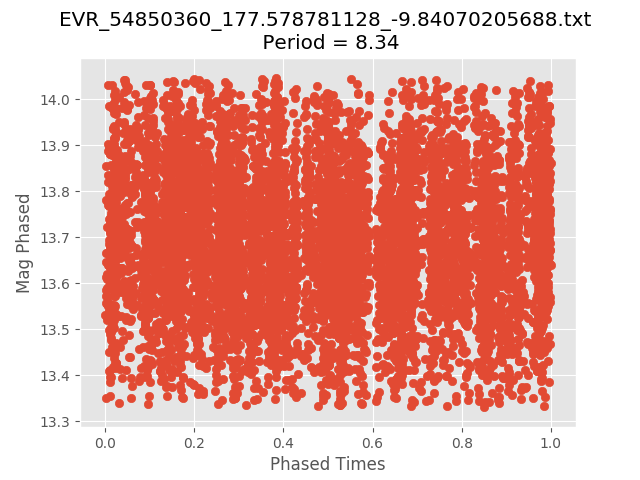 EVR_54850360_177.578781128_-9.84070205688.txt
Period = 8.34
14.0
13.9
13.8
13.7
13.6
13.5
13.4
13.3
Mag Phased
0.0 0.2 0.4 0.6 0.8 1.0
Phased Times